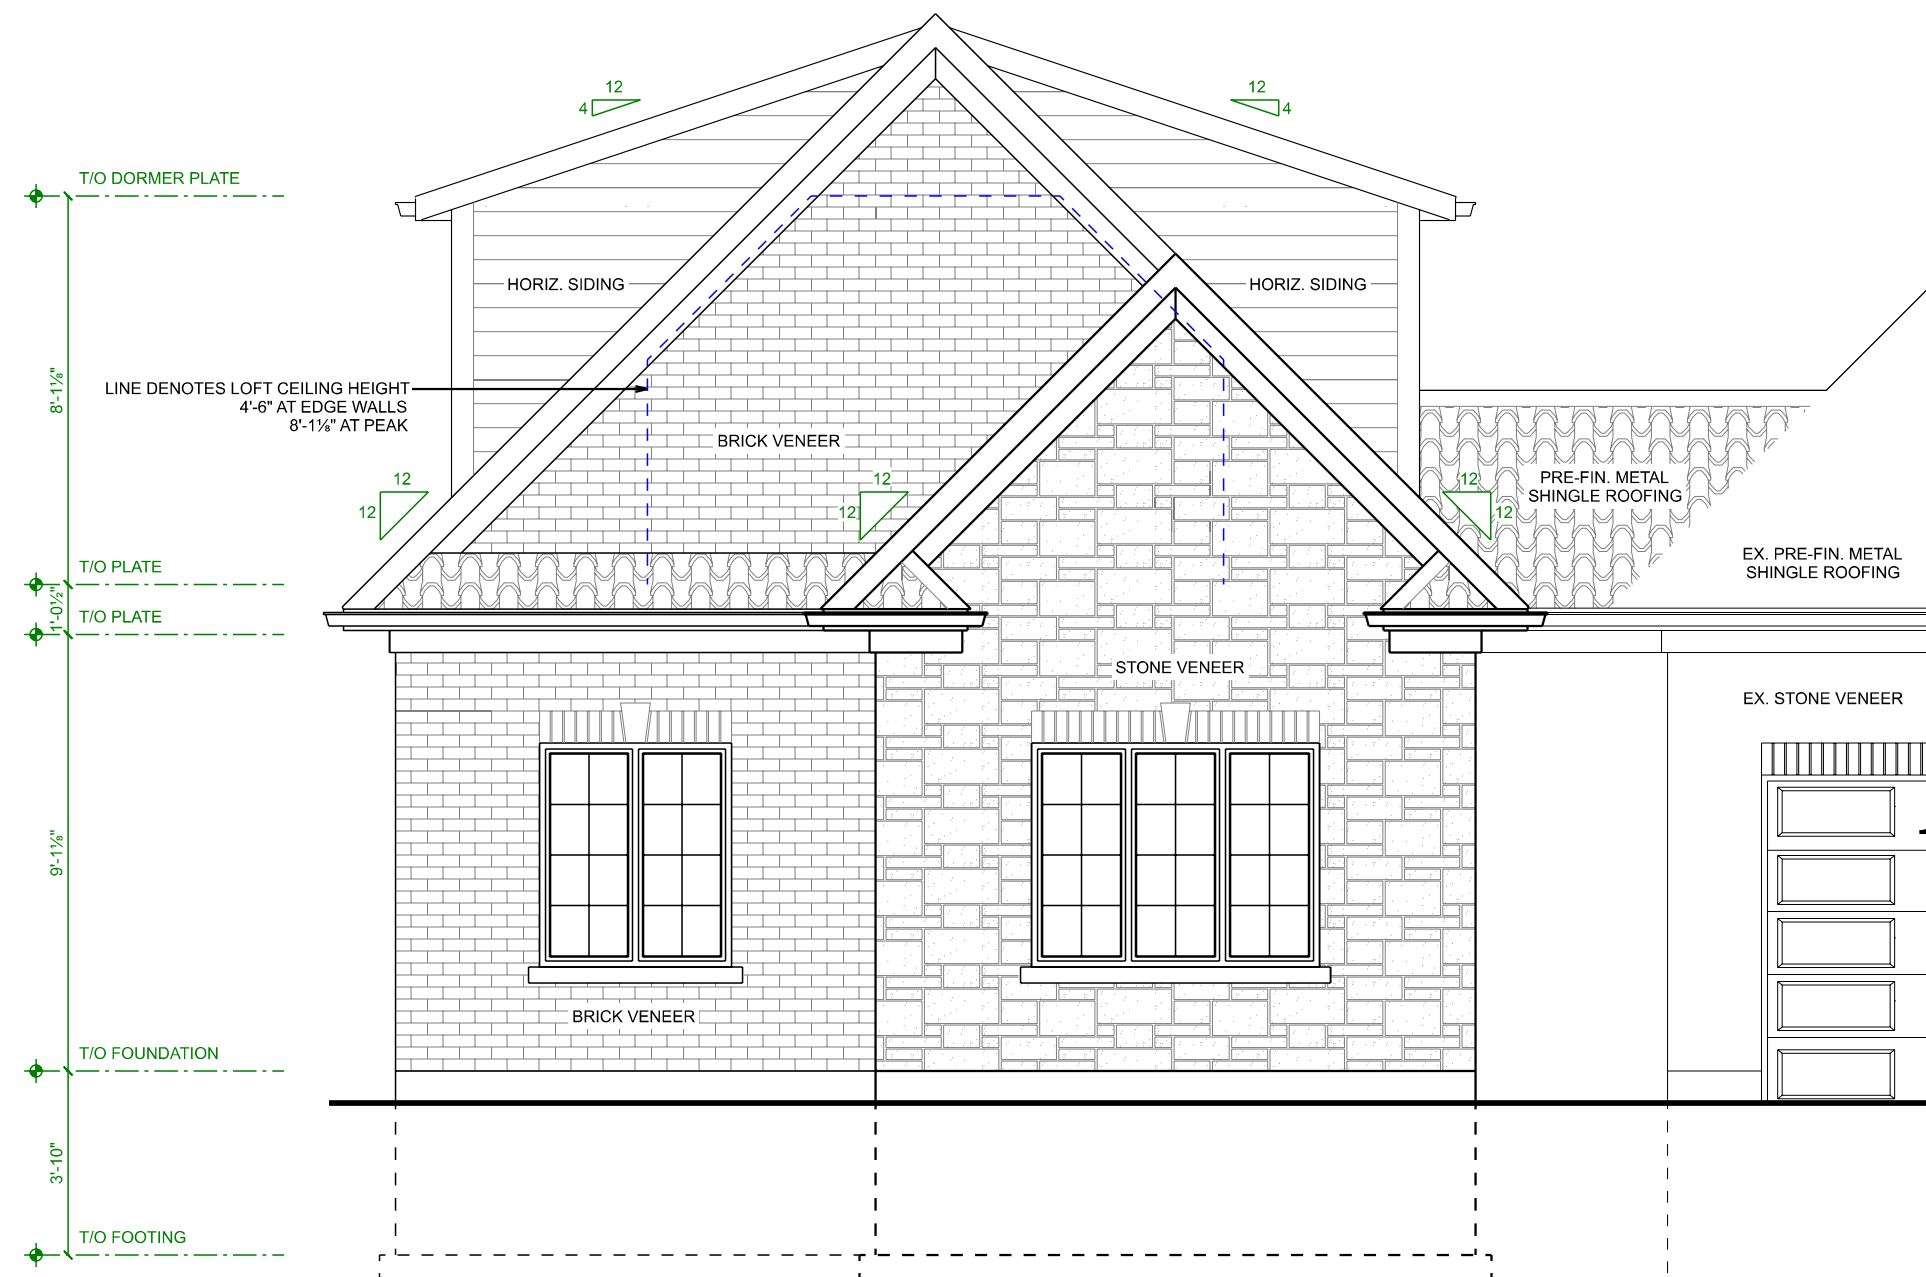 12
4
12
4
T/O DORMER PLATE
HORIZ. SIDING
HORIZ. SIDING
8'-1⅛"
LINE DENOTES LOFT CEILING HEIGHT
4'-6" AT EDGE WALLS
8'-1⅛" AT PEAK
BRICK VENEER
12
12
12
12
12
12
PRE-FIN. METAL
SHINGLE ROOFING
EX. PRE-FIN. METAL
SHINGLE ROOFING
T/O PLATE
1'-0½"
T/O PLATE
STONE VENEER
EX. STONE VENEER
9'-1⅛"
BRICK VENEER
T/O FOUNDATION
3'-10"
T/O FOOTING